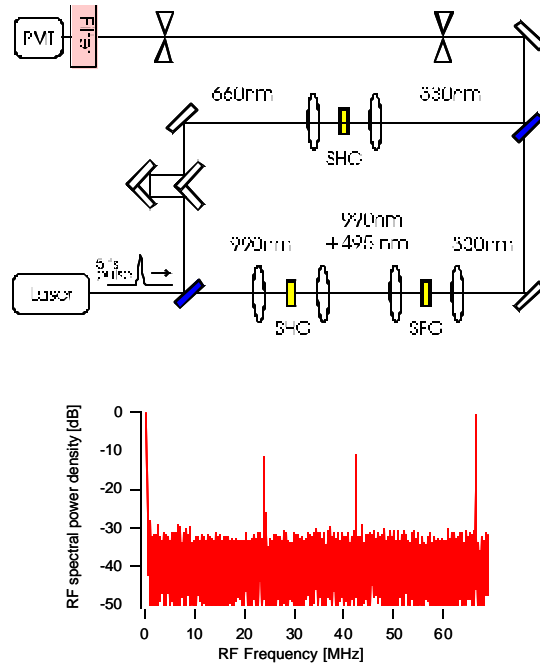 PMT
Filter
660nm
330nm
SHG
990nm
990nm
+495 nm
330nm
Laser
SHG
SFG
RF spectral power density [dB]
0
-10
-20
-30
-40
-50
0
10
20
30
40
50
60
RF Frequency [MHz]